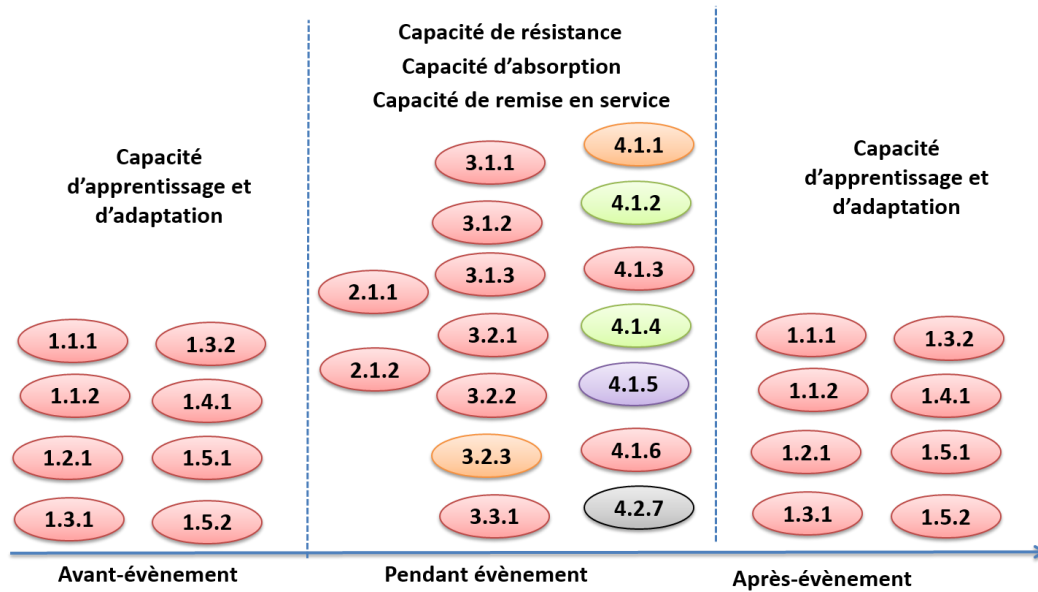 Capacité
d'apprentissage et
d'adaptation
1.1.1
1.3.2
1.1.2
1.4.1
1.2.1
1.5.1
1.3.1
1.5.2
Avant-évènement
Capacité de résistance
Capacité d'absorption
Capacité de remise en service
2.1.1
2.1.2
3.1.1
3.1.2
3.1.3
3.2.1
3.2.2
3.2.3
3.3.1
4.1.1
4.1.2
4.1.3
4.1.4
4.1.5
4.1.6
4.2.7
Pendant évènement
Capacité
d'apprentissage et
d'adaptation
1.1.1
1.3.2
1.1.2
1.4.1
1.2.1
1.5.1
1.3.1
1.5.2
Après-évènement